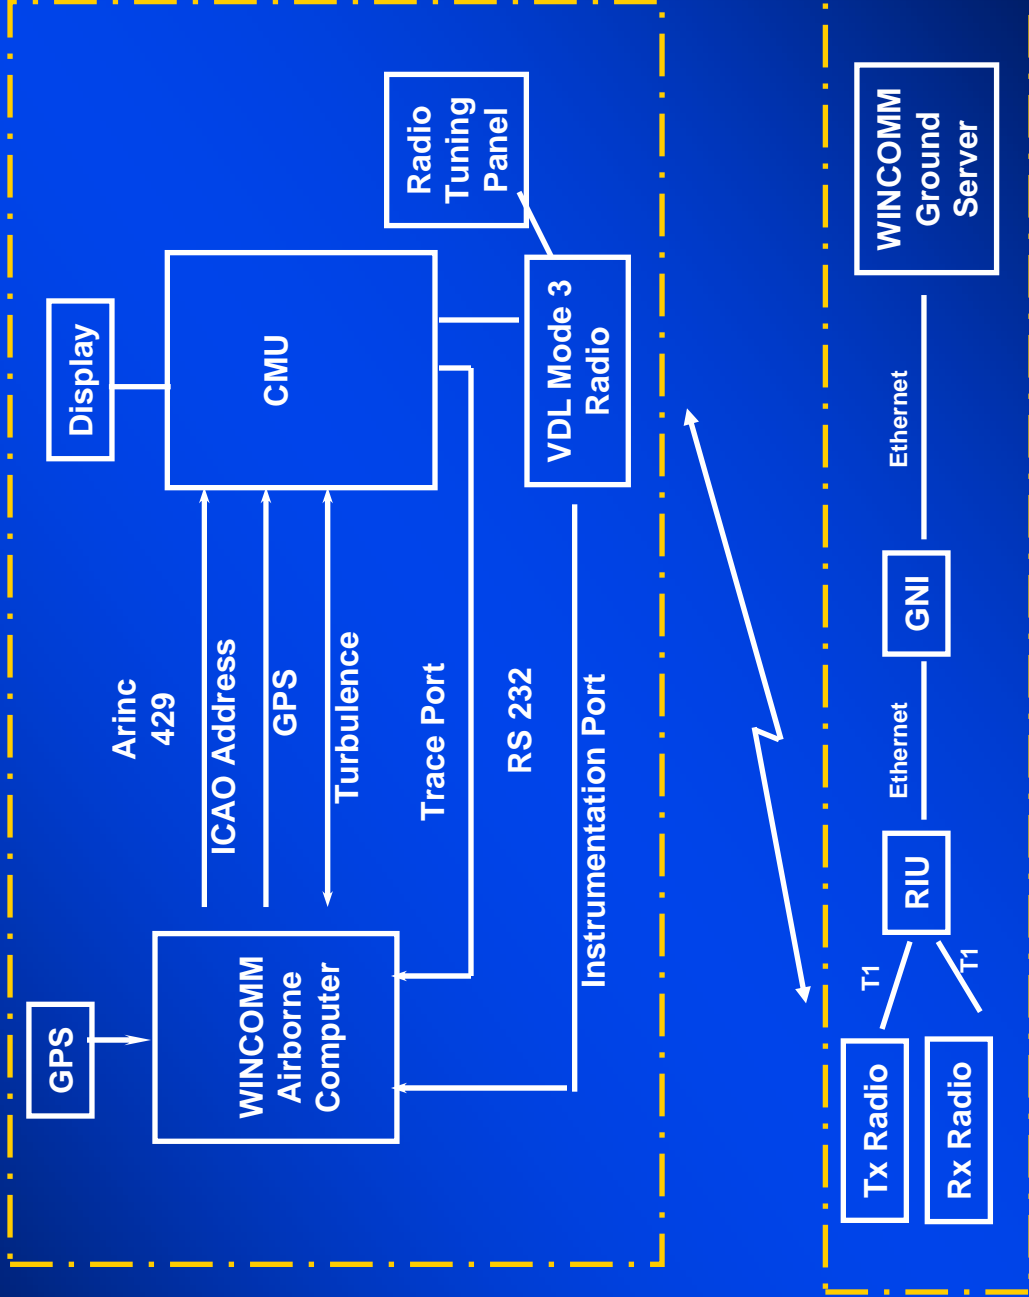 GPS
WINCOMM
Airborne
Computer
Arinc
429
ICAO Address
GPS
Turbulence
Trace Port
RS 232
Instrumentation Port
Display
CMU
Radio
Tuning
Panel
VDL Mode 3
Radio
Tx Radio
Rx Radio
T1
T1
RIU
Ethernet
GNI
Ethernet
WINCOMM
Ground
Server